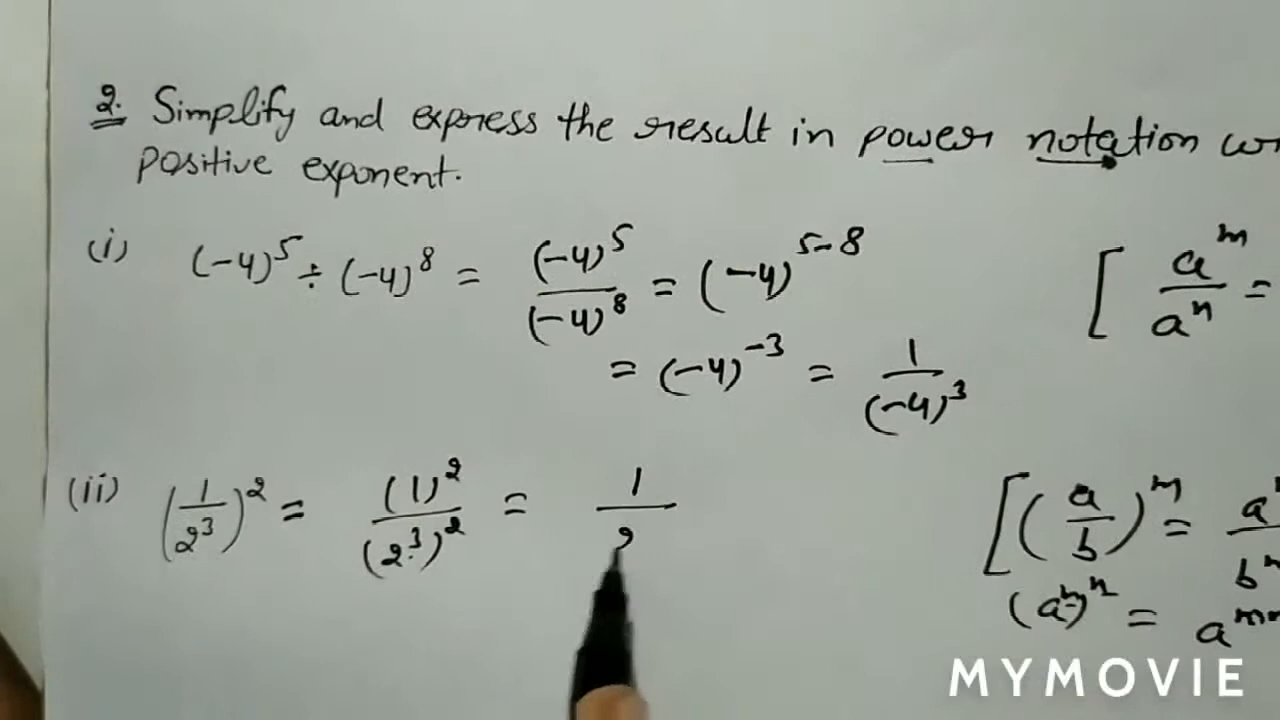 2. Simplify and express the result in power notation
positive exponent.
(i) (-4)^5 ÷ (-4)^8 = (-4)^5/(-4)^8 = (-4)^{5-8} [a^m/a^n =
= (-4)^{-3} = 1/(-4)^3
(ii) (1/2^3)^2 = (1)^2/(2^3)^2 = 1/2 [(a/b)^m =
(a^m)^n =
MYMOVIE